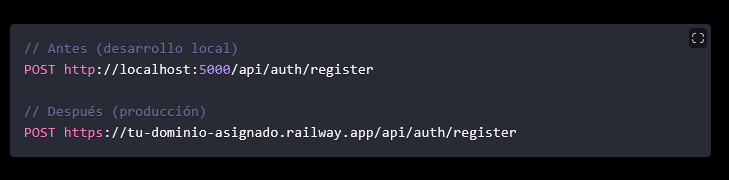 // Antes (desarrollo local)
POST http://localhost:5000/api/auth/register
// Después (producción)
POST https://tu-dominio-asignado.railway.app/api/auth/register